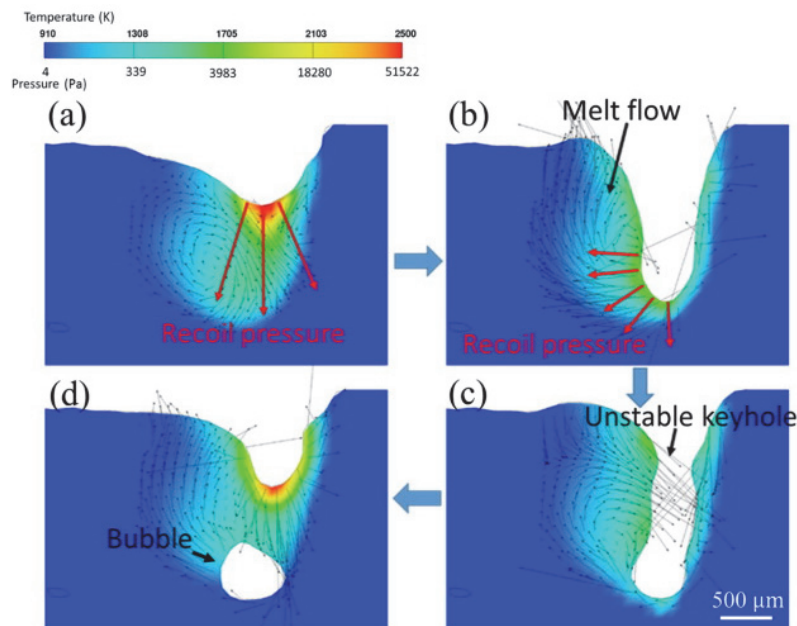 Temperature (K)
910 1308 1705 2103 2500
4 339 3983 18280 51522
Pressure (Pa)
(a)
Recoil pressure
(b)
Melt flow
Recoil pressure
(d)
Bubble
(c)
Unstable keyhole
500 μm